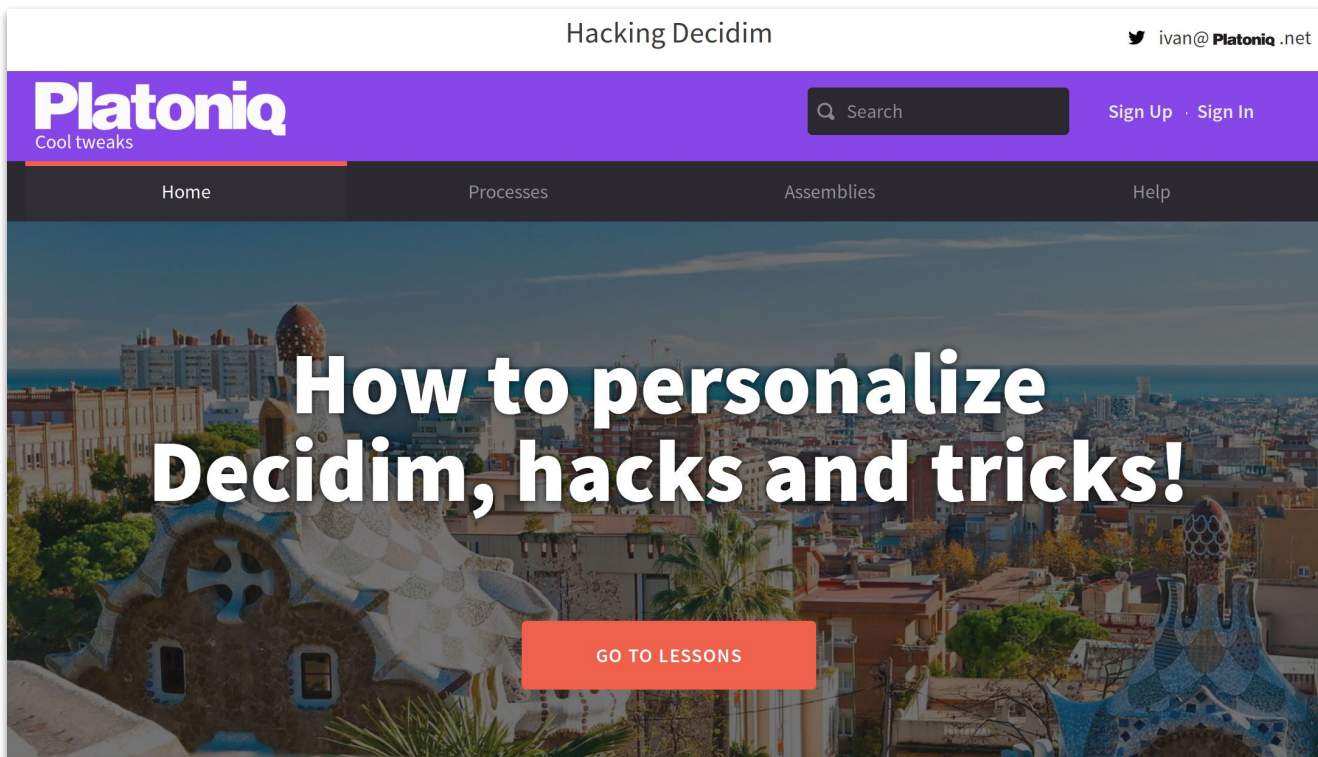 Hacking Decidim
ivan@Platoniq.net
Platoniq
Cool tweaks
Search
Sign Up · Sign In
Home
Processes
Assemblies
Help
How to personalize
Decidim, hacks and tricks!
GO TO LESSONS